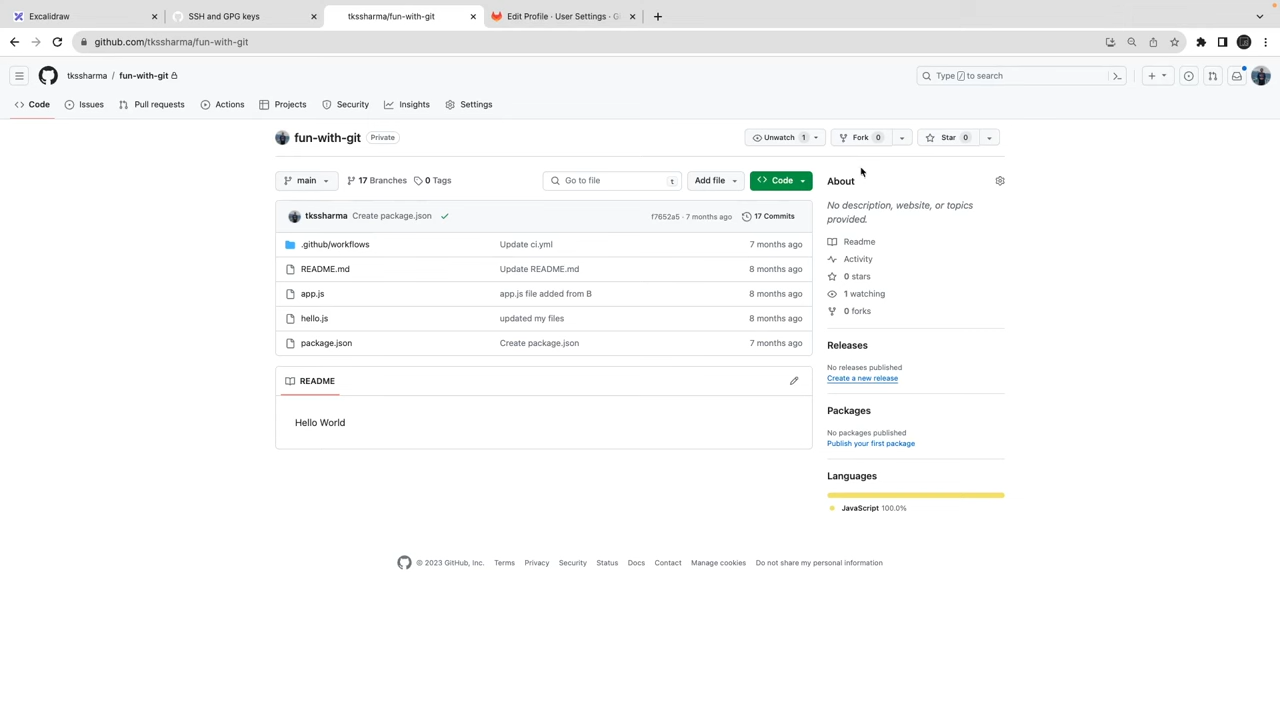 Excalidraw
SSH and GPG keys
tkssharma/fun-with-git
Edit Profile · User Settings · G
github.com/tkssharma/fun-with-git
tkssharma / fun-with-git
Type / to search
Code
Issues
Pull requests
Actions
Projects
Security
Insights
Settings
fun-with-git Private
Unwatch 1
Fork 0
Star 0
main
17 Branches
0 Tags
Go to file t
Add file
Code
tkssharma Create package.json
f7652a5 · 7 months ago
17 Commits
.github/workflows Update ci.yml 7 months ago
README.md Update README.md 8 months ago
app.js app.js file added from B 8 months ago
hello.js updated my files 8 months ago
package.json Create package.json 7 months ago
README
Hello World
About
No description, website, or topics
provided.
Readme
Activity
0 stars
1 watching
0 forks
Releases
No releases published
Create a new release
Packages
No packages published
Publish your first package
Languages
JavaScript 100.0%
© 2023 GitHub, Inc. Terms Privacy Security Status Docs Contact Manage cookies Do not share my personal information